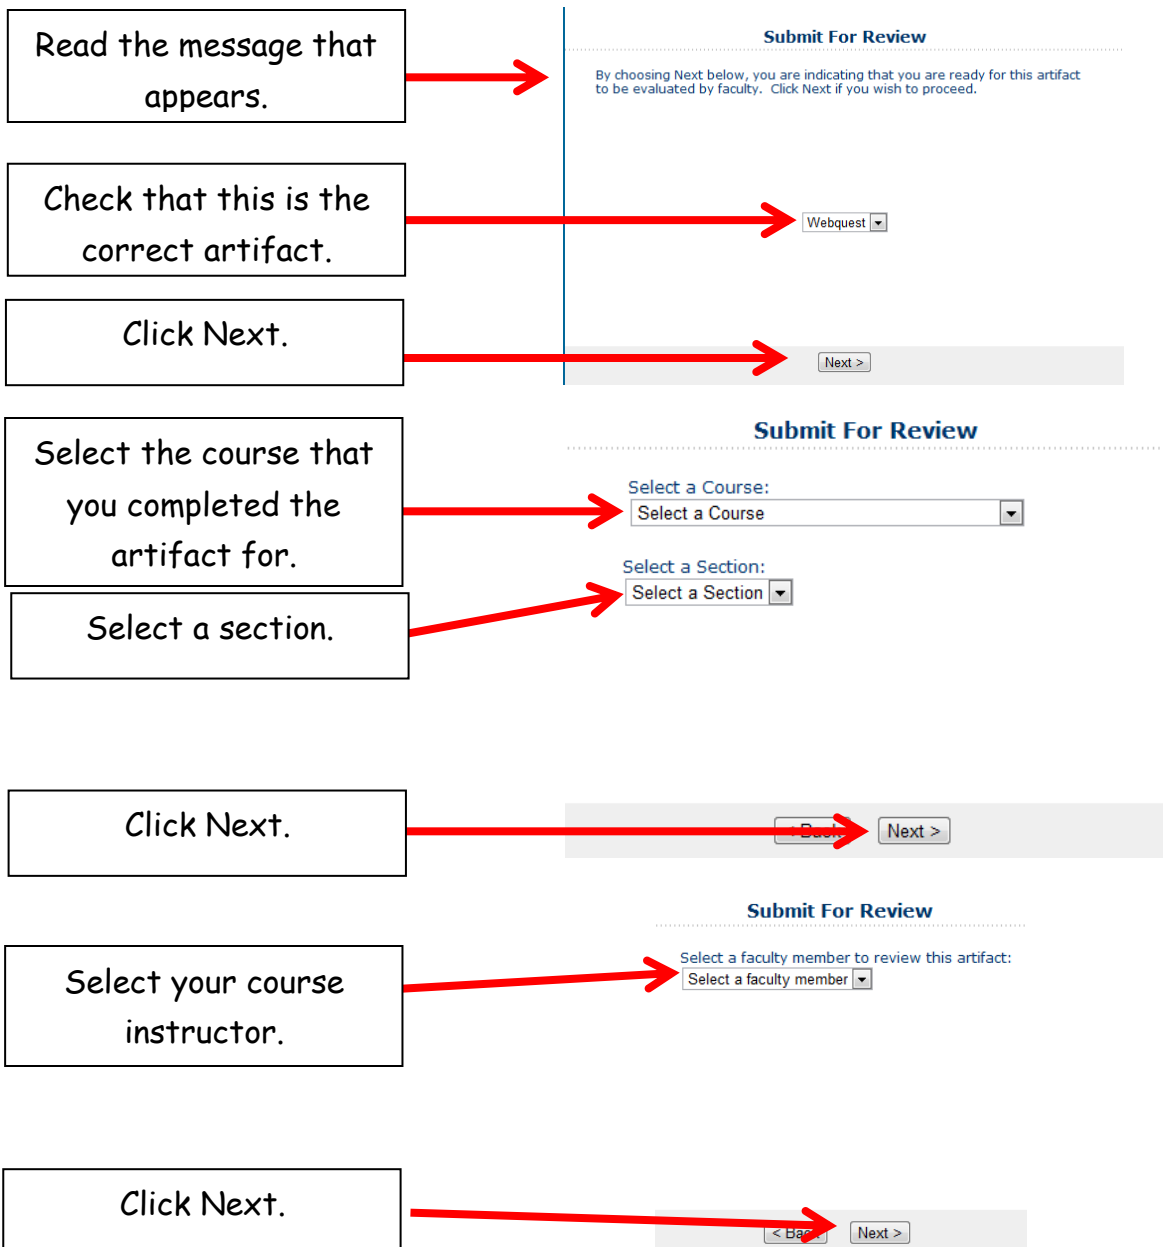 Read the message that
appears.
Submit For Review
By choosing Next below, you are indicating that you are ready for this artifact
to be evaluated by faculty. Click Next if you wish to proceed.
Check that this is the
correct artifact.
Webquest
Click Next.
Next >
Select the course that
you completed the
artifact for.
Submit For Review
Select a Course:
Select a Course
Select a Section:
Select a Section
Select a section.
Click Next.
< Back
Next >
Submit For Review
Select a faculty member to review this artifact:
Select a faculty member
Select your course
instructor.
Click Next.
< Back
Next >